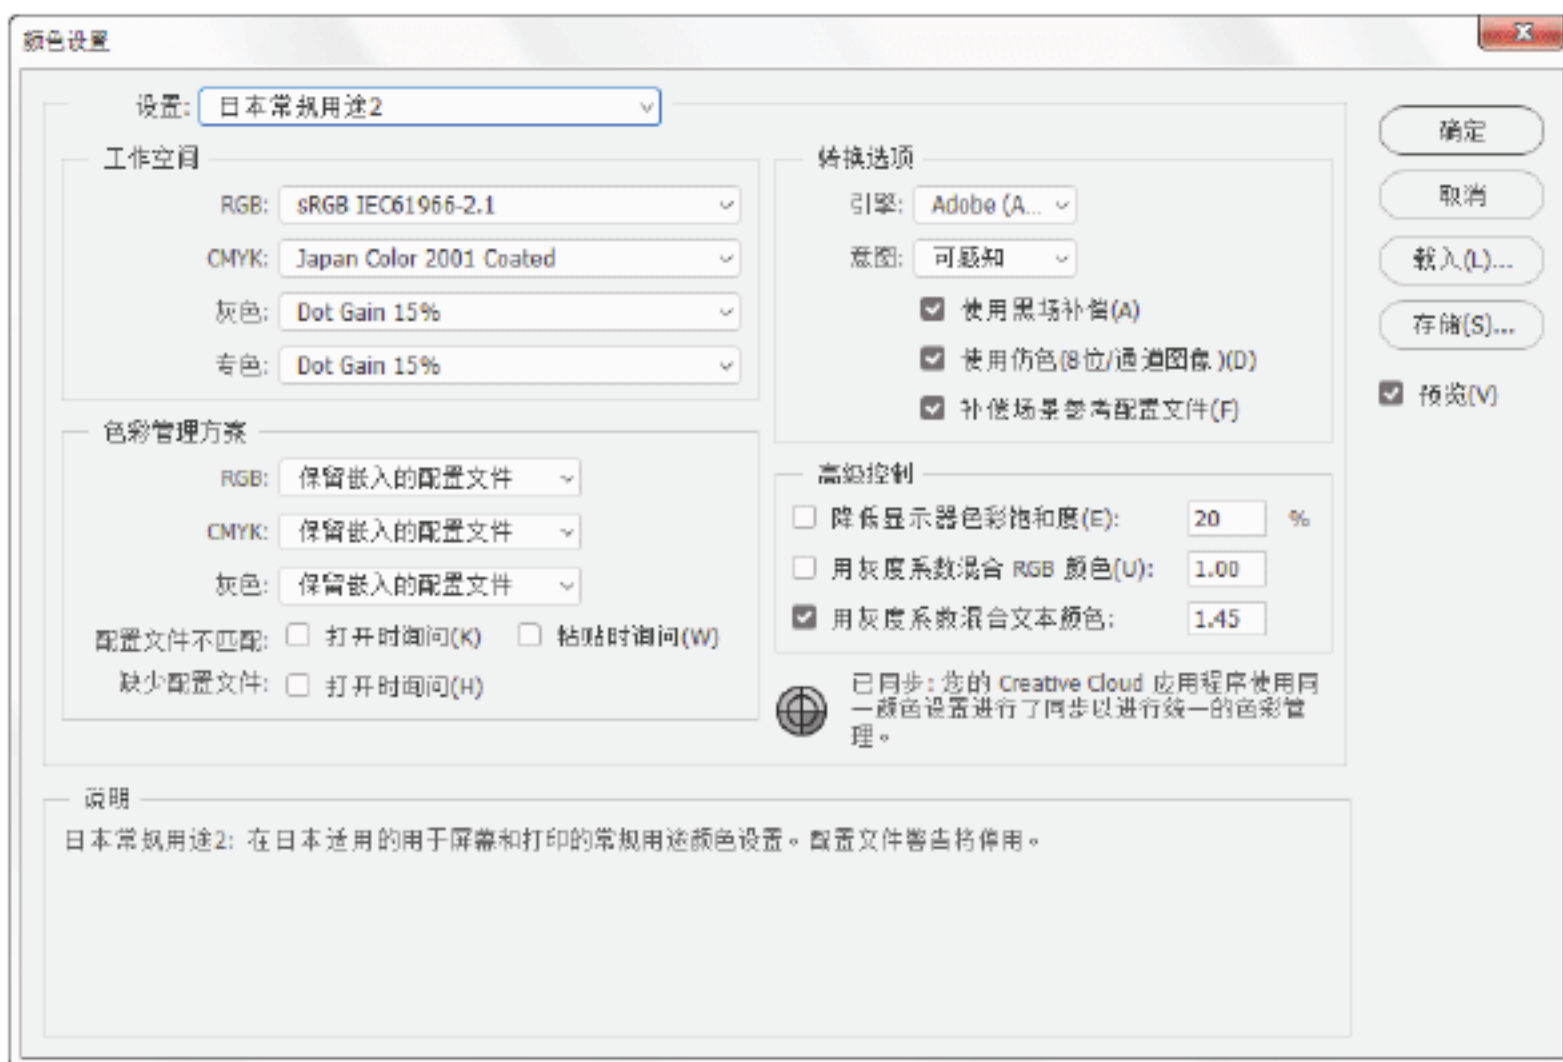 颜色设置
设置: 日本常规用途2
工作空间
RGB: sRGB IEC61966-2.1
CMYK: Japan Color 2001 Coated
灰色: Dot Gain 15%
专色: Dot Gain 15%
色彩管理方案
RGB: 保留嵌入的配置文件
CMYK: 保留嵌入的配置文件
灰色: 保留嵌入的配置文件
配置文件不匹配: 打开时询问(K) 粘贴时询问(W)
缺少配置文件: 打开时询问(H)
转换选项
引擎: Adobe (A...
意图: 可感知
使用黑场补偿(A)
使用仿色(8位/通道图像)(D)
补偿场景参考配置文件(F)
高级控制
降低显示器色彩饱和度(E): 20 %
用灰度系数混合 RGB 颜色(U): 1.00
用灰度系数混合文本颜色: 1.45
已同步: 您的 Creative Cloud 应用程序使用同
一颜色设置进行了同步以进行统一的色彩管
理。
确定
取消
载入(L)...
存储(S)...
预览(V)
说明
日本常规用途2: 在日本适用的用于屏幕和打印的常规用途颜色设置。配置文件警告将停用。